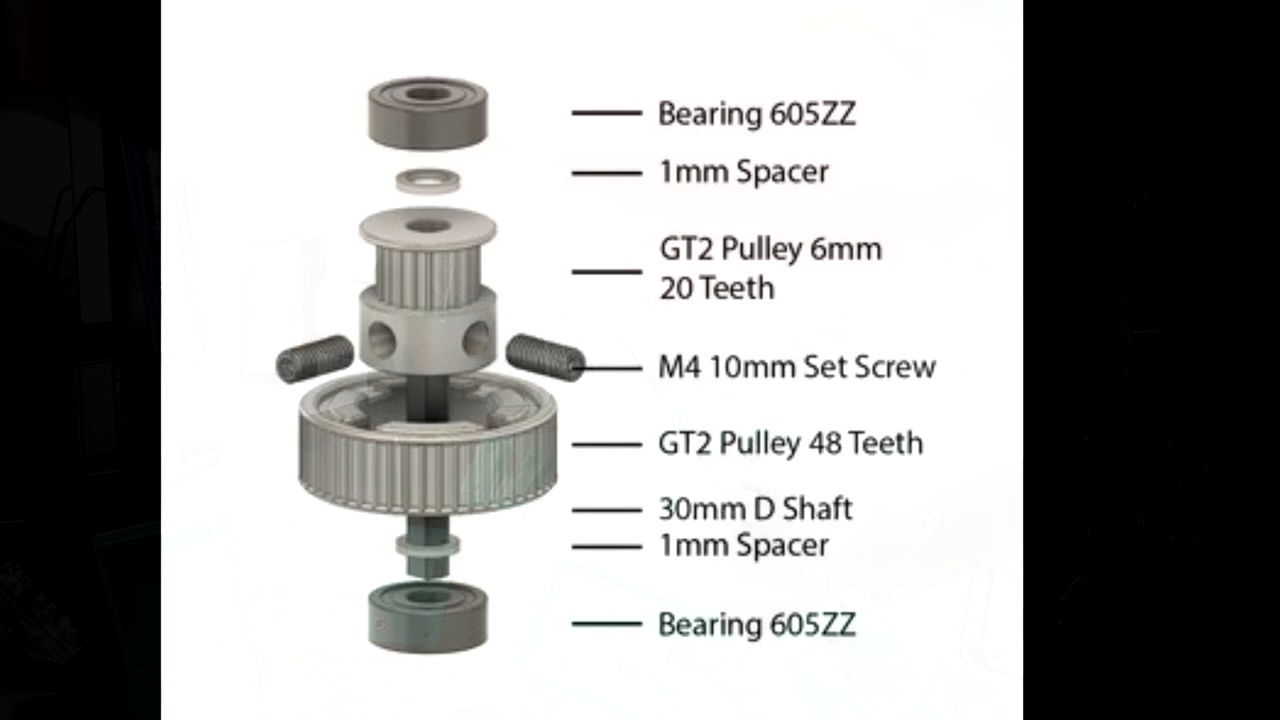 Bearing 605ZZ
1mm Spacer
GT2 Pulley 6mm
20 Teeth
M4 10mm Set Screw
GT2 Pulley 48 Teeth
30mm D Shaft
1mm Spacer
Bearing 605ZZ